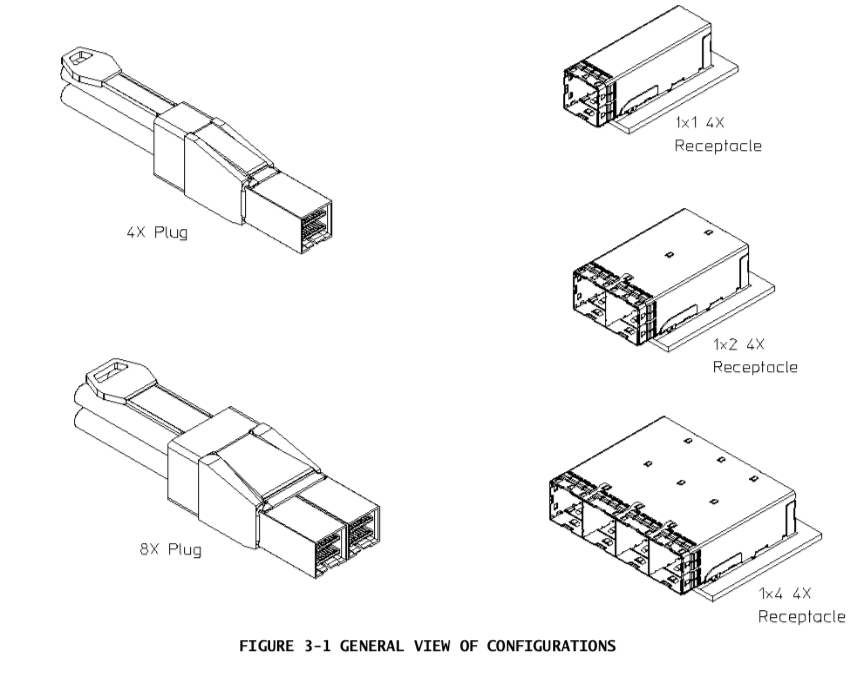 1x1 4X
Receptacle
4X Plug
1x2 4X
Receptacle
8X Plug
1x4 4X
Receptacle
FIGURE 3-1 GENERAL VIEW OF CONFIGURATIONS